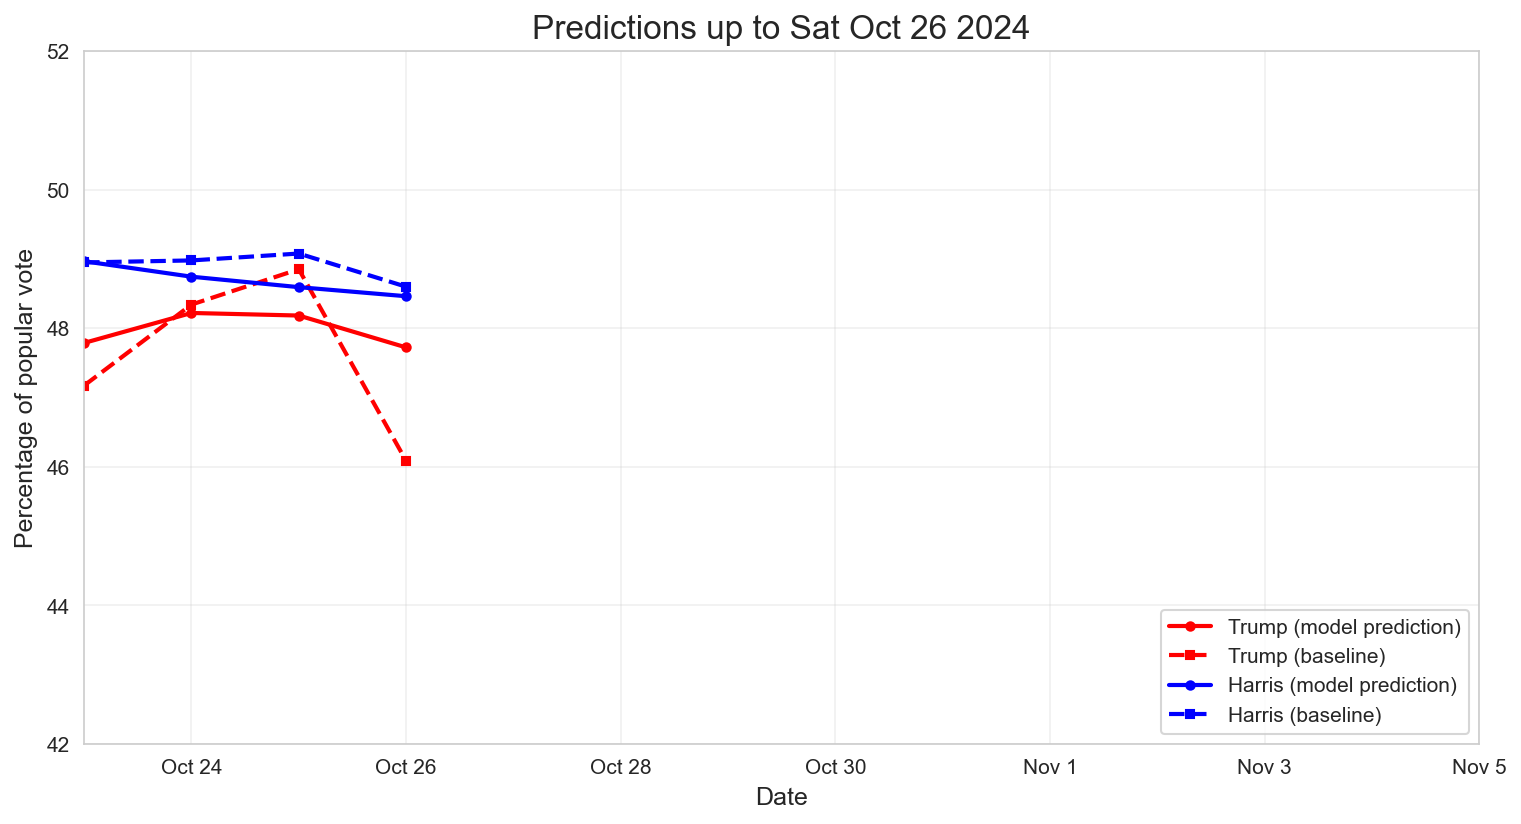 Predictions up to Sat Oct 26 2024
52
50
48
46
44
42
Percentage of popular vote
Trump (model prediction)
Trump (baseline)
Harris (model prediction)
Harris (baseline)
Oct 24
Oct 26
Oct 28
Oct 30
Nov 1
Nov 3
Nov 5
Date